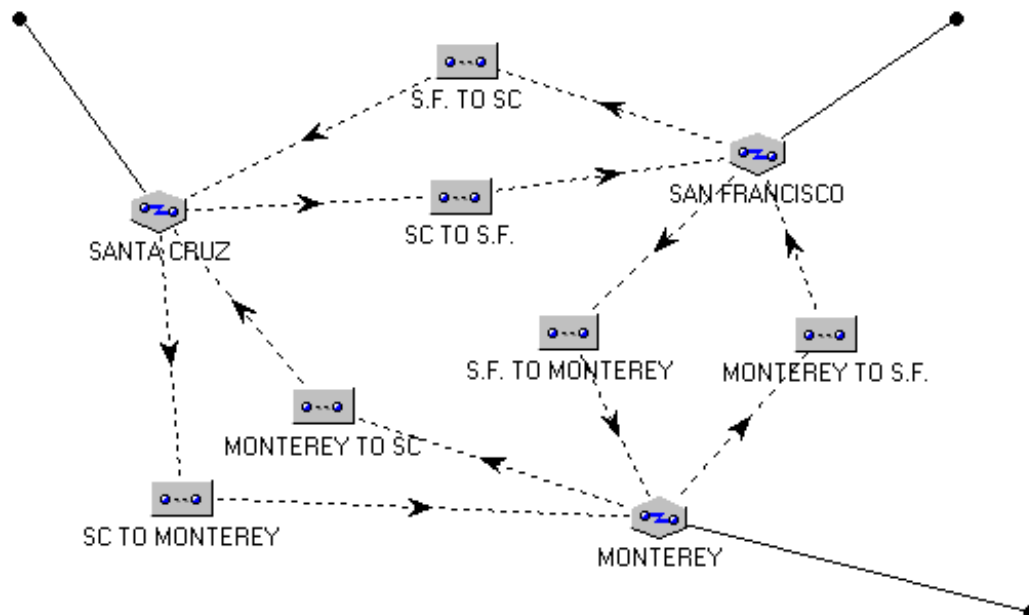 S.F. TO SC
SAN FRANCISCO
SC TO S.F.
SANTA CRUZ
S.F. TO MONTEREY
MONTEREY TO S.F.
MONTEREY TO SC
SC TO MONTEREY
MONTEREY